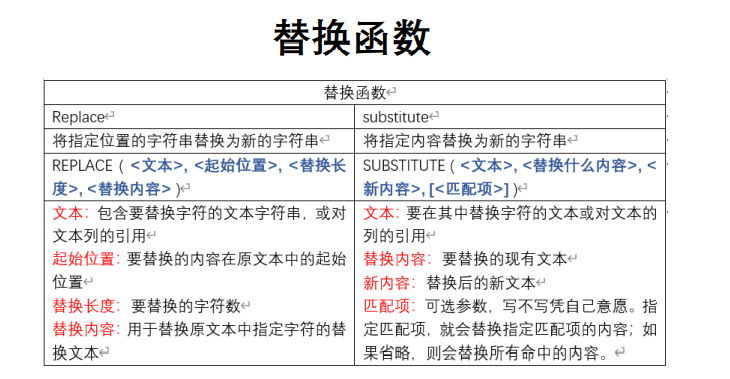 替换函数
替换函数
Replace
substitute
将指定位置的字符串替换为新的字符串
将指定内容替换为新的字符串
REPLACE（ <文本>, <起始位置>, <替换长
度>, <替换内容> ）
SUBSTITUTE（ <文本>, <替换什么内容>, <
新内容>, [<匹配项>] ）
文本：包含要替换字符的文本字符串，或对
文本列的引用
起始位置：要替换的内容在原文本中的起始
位置
替换长度： 要替换的字符数
替换内容：用于替换原文本中指定字符的替
换文本
文本：要在其中替换字符的文本或对文本的
列的引用
替换内容： 要替换的现有文本
新内容： 替换后的新文本
匹配项：可选参数，写不写凭自己意愿。指
定匹配项，就会替换指定匹配项的内容；如
果省略，则会替换所有命中的内容。